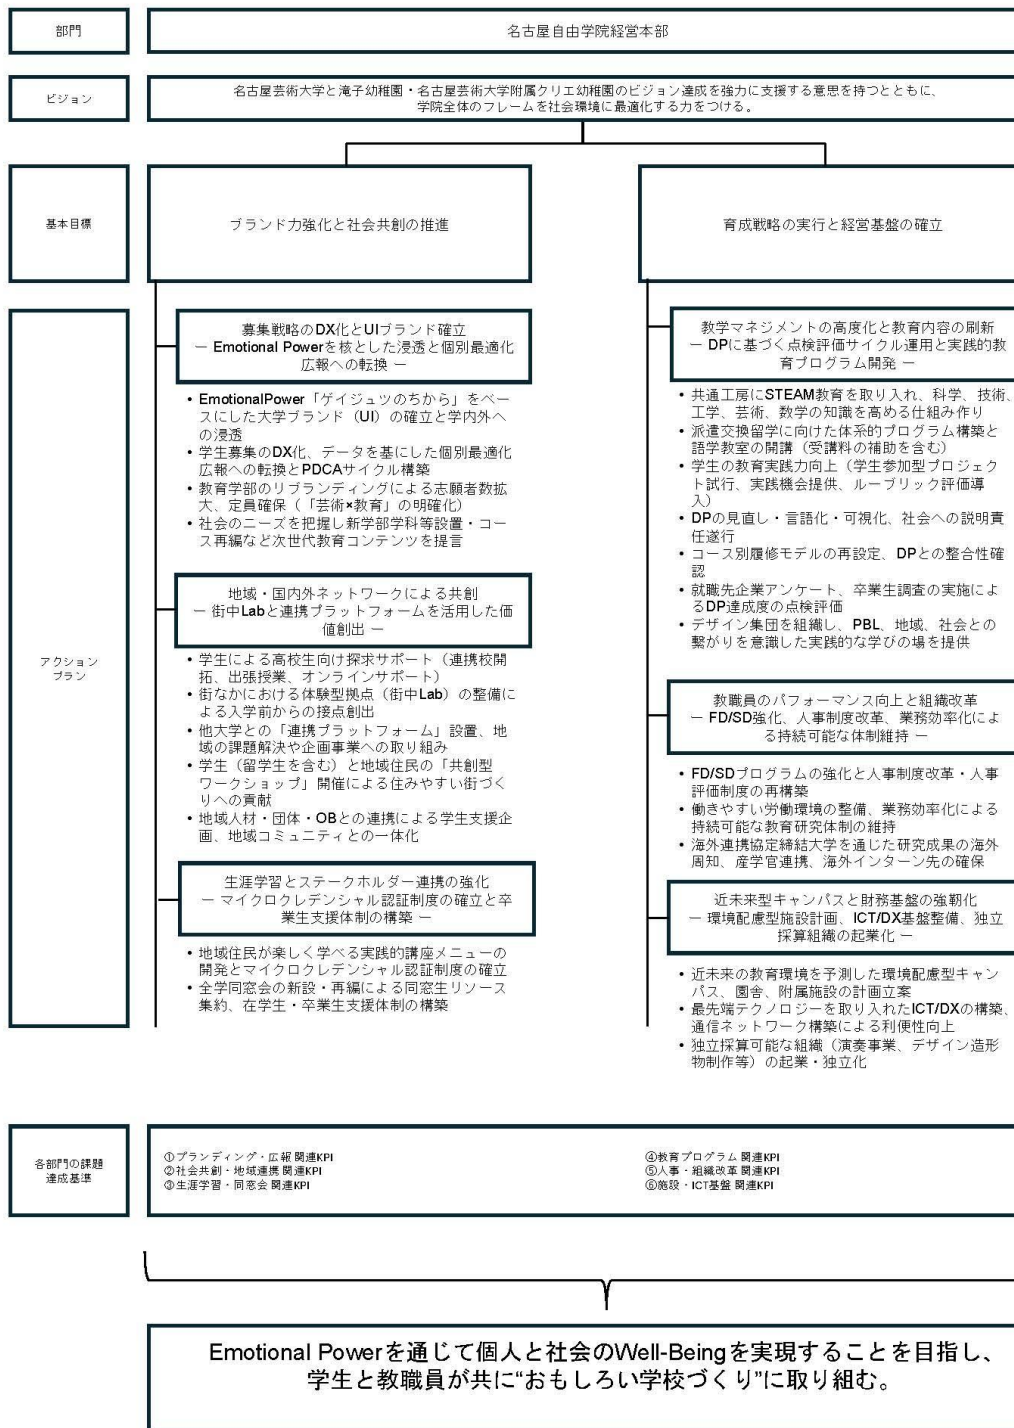 部門
名古屋自由学院経営本部
ビジョン
名古屋芸術大学と滝子幼稚園・名古屋芸術大学附属クリエ幼稚園のビジョン達成を強力に支援する意思を持つとともに、
学院全体のフレームを社会環境に最適化する力をつける。
基本目標
ブランド力強化と社会共創の推進
育成戦略の実行と経営基盤の確立
アクション
プラン
募集戦略のDX化とUIブランド確立
― Emotional Powerを核とした浸透と個別最適化
広報への転換 ―
• EmotionalPower「ゲイジュツのちから」をベー
スにした大学ブランド（UI）の確立と学内外へ
の浸透
• 学生募集のDX化、データを基にした個別最適化
広報への転換とPDCAサイクル構築
• 教育学部のリブランディングによる志願者数拡
大、定員確保（「芸術×教育」の明確化）
• 社会のニーズを把握し新学部学科等設置・コー
ス再編など次世代教育コンテンツを提言
地域・国内外ネットワークによる共創
― 街中Labと連携プラットフォームを活用した価
値創出 ―
• 学生による高校生向け探求サポート（連携校開
拓、出張授業、オンラインサポート）
• 街なかにおける体験型拠点（街中Lab）の整備に
よる入学前からの接点創出
• 他大学との「連携プラットフォーム」設置、地
域の課題解決や企画事業への取り組み
• 学生（留学生を含む）と地域住民の「共創型
ワークショップ」開催による住みやすい街づく
りへの貢献
• 地域人材・団体・OBとの連携による学生支援企
画、地域コミュニティとの一体化
生涯学習とステークホルダー連携の強化
― マイクロクレデンシャル認証制度の確立と卒
業生支援体制の構築 ―
• 地域住民が楽しく学べる実践的講座メニューの
開発とマイクロクレデンシャル認証制度の確立
• 全学同窓会の新設・再編による同窓生リソース
集約、在学生・卒業生支援体制の構築
教学マネジメントの高度化と教育内容の刷新
― DPに基づく点検評価サイクル運用と実践的教
育プログラム開発 ―
• 共通工房にSTEAM教育を取り入れ、科学、技術、
工学、芸術、数学の知識を高める仕組み作り
• 派遣交換留学に向けた体系的プログラム構築と
語学教室の開講（受講料の補助を含む）
• 学生の教育実践力向上（学生参加型プロジェク
ト試行、実践機会提供、ルーブリック評価導
入）
• DPの見直し・言語化・可視化、社会への説明責
任遂行
• コース別履修モデルの再設定、DPとの整合性確
認
• 就職先企業アンケート、卒業生調査の実施によ
るDP達成度の点検評価
• デザイン集団を組織し、PBL、地域、社会との
繋がりを意識した実践的な学びの場を提供
教職員のパフォーマンス向上と組織改革
― FD/SD強化、人事制度改革、業務効率化によ
る持続可能な体制維持 ―
• FD/SDプログラムの強化と人事制度改革・人事
評価制度の再構築
• 働きやすい労働環境の整備、業務効率化による
持続可能な教育研究体制の維持
• 海外連携協定締結大学を通じた研究成果の海外
周知、産学官連携、海外インターン先の確保
近未来型キャンパスと財務基盤の強靭化
― 環境配慮型施設計画、ICT/DX基盤整備、独立
採算組織の起業化 ―
• 近未来の教育環境を予測した環境配慮型キャン
パス、園舎、附属施設の計画立案
• 最先端テクノロジーを取り入れたICT/DXの構築、
通信ネットワーク構築による利便性向上
• 独立採算可能な組織（演奏事業、デザイン造形
物制作等）の起業・独立化
各部門の課題
達成基準
①ブランディング・広報 関連KPI
②社会共創・地域連携 関連KPI
③生涯学習・同窓会 関連KPI
④教育プログラム 関連KPI
⑤人事・組織改革 関連KPI
⑥施設・ICT基盤 関連KPI
Emotional Powerを通じて個人と社会のWell-Beingを実現することを目指し、
学生と教職員が共に“おもしろい学校づくり”に取り組む。